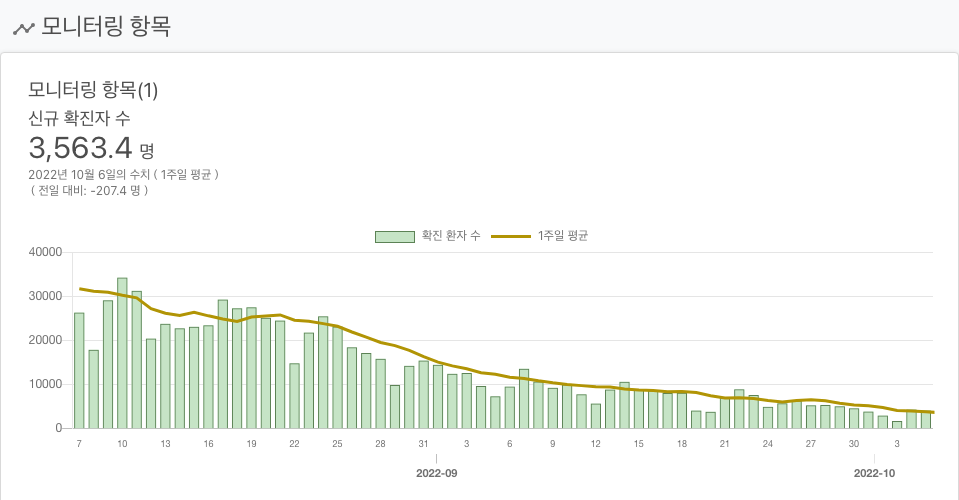 모니터링 항목
모니터링 항목(1)
신규 확진자 수
3,563.4 명
2022년 10월 6일의 수치 ( 1주일 평균 )
( 전일 대비: -207.4 명 )
확진 환자 수 1주일 평균
40000
30000
20000
10000
0
7 10 13 16 19 22 25 28 31 3 6 9 12 15 18 21 24 27 30 3
2022-09 2022-10